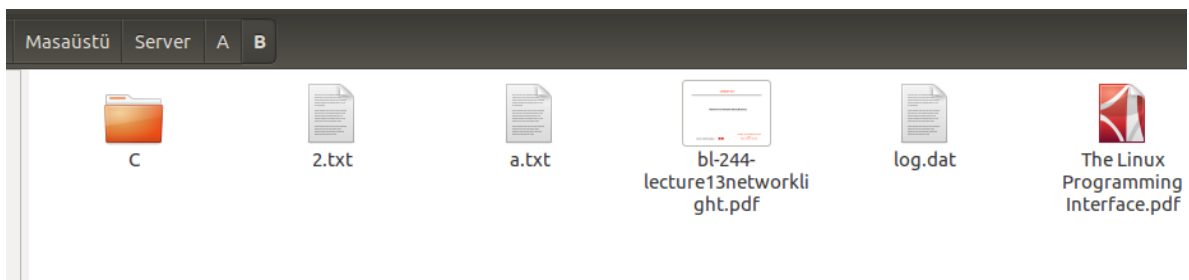 Masaüstü Server A B
C
2.txt
a.txt
bl-244-
lecture13networkli
ght.pdf
log.dat
The Linux
Programming
Interface.pdf